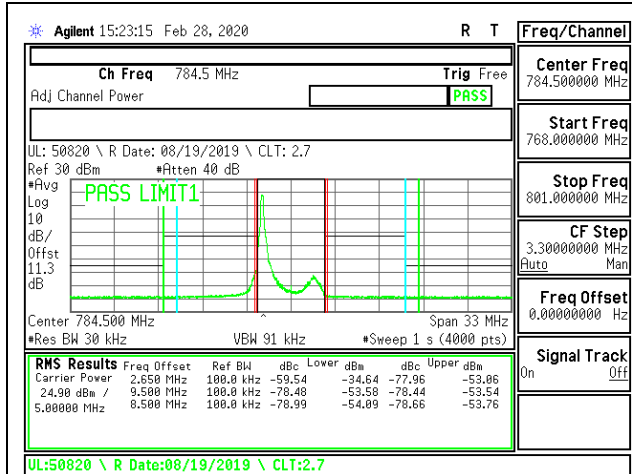 Agilent 15:23:15 Feb 28, 2020 R T
Freq/Channel
Ch Freq 784.5 MHz Trig Free
Adj Channel Power PASS
UL: 50820 \ R Date: 08/19/2019 \ CLT: 2.7
Ref 30 dBm #Atten 40 dB
#Avg
Log
10
dB/
Offst
11.3
dB
PASS LIMIT1
Center 784.500 MHz Span 33 MHz
#Res BW 30 kHz VBW 91 kHz #Sweep 1 s (4000 pts)
RMS Results Freq Offset Ref BW dBc Lower dBm dBc Upper dBm
Carrier Power 2.650 MHz 100.0 kHz -59.54 -34.64 -77.96 -53.06
24.90 dBm / 9.500 MHz 100.0 kHz -78.48 -53.58 -78.44 -53.54
5.00000 MHz 8.500 MHz 100.0 kHz -78.99 -54.09 -78.66 -53.76
UL:50820 \ R Date:08/19/2019 \ CLT:2.7
Center Freq
784.500000 MHz
Start Freq
768.000000 MHz
Stop Freq
801.000000 MHz
CF Step
3.30000000 MHz
Auto Man
Freq Offset
0.00000000 Hz
Signal Track
On Off